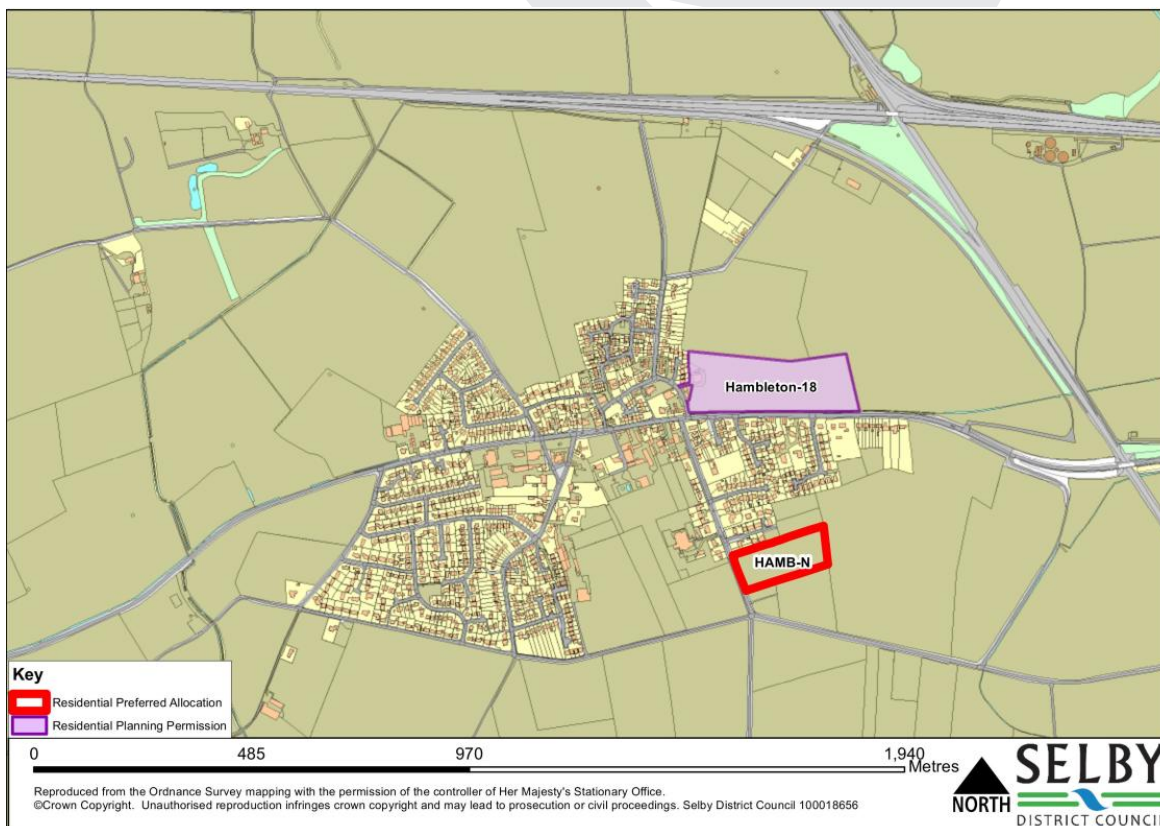 Hambleton-18
HAMB-N
Key
Residential Preferred Allocation
Residential Planning Permission
0 485 970 1,940
Metres
Reproduced from the Ordnance Survey mapping with the permission of the controller of Her Majesty's Stationary Office.
©Crown Copyright. Unauthorised reproduction infringes crown copyright and may lead to prosecution or civil proceedings. Selby District Council 100018656
NORTH
SELBY
DISTRICT COUNCIL